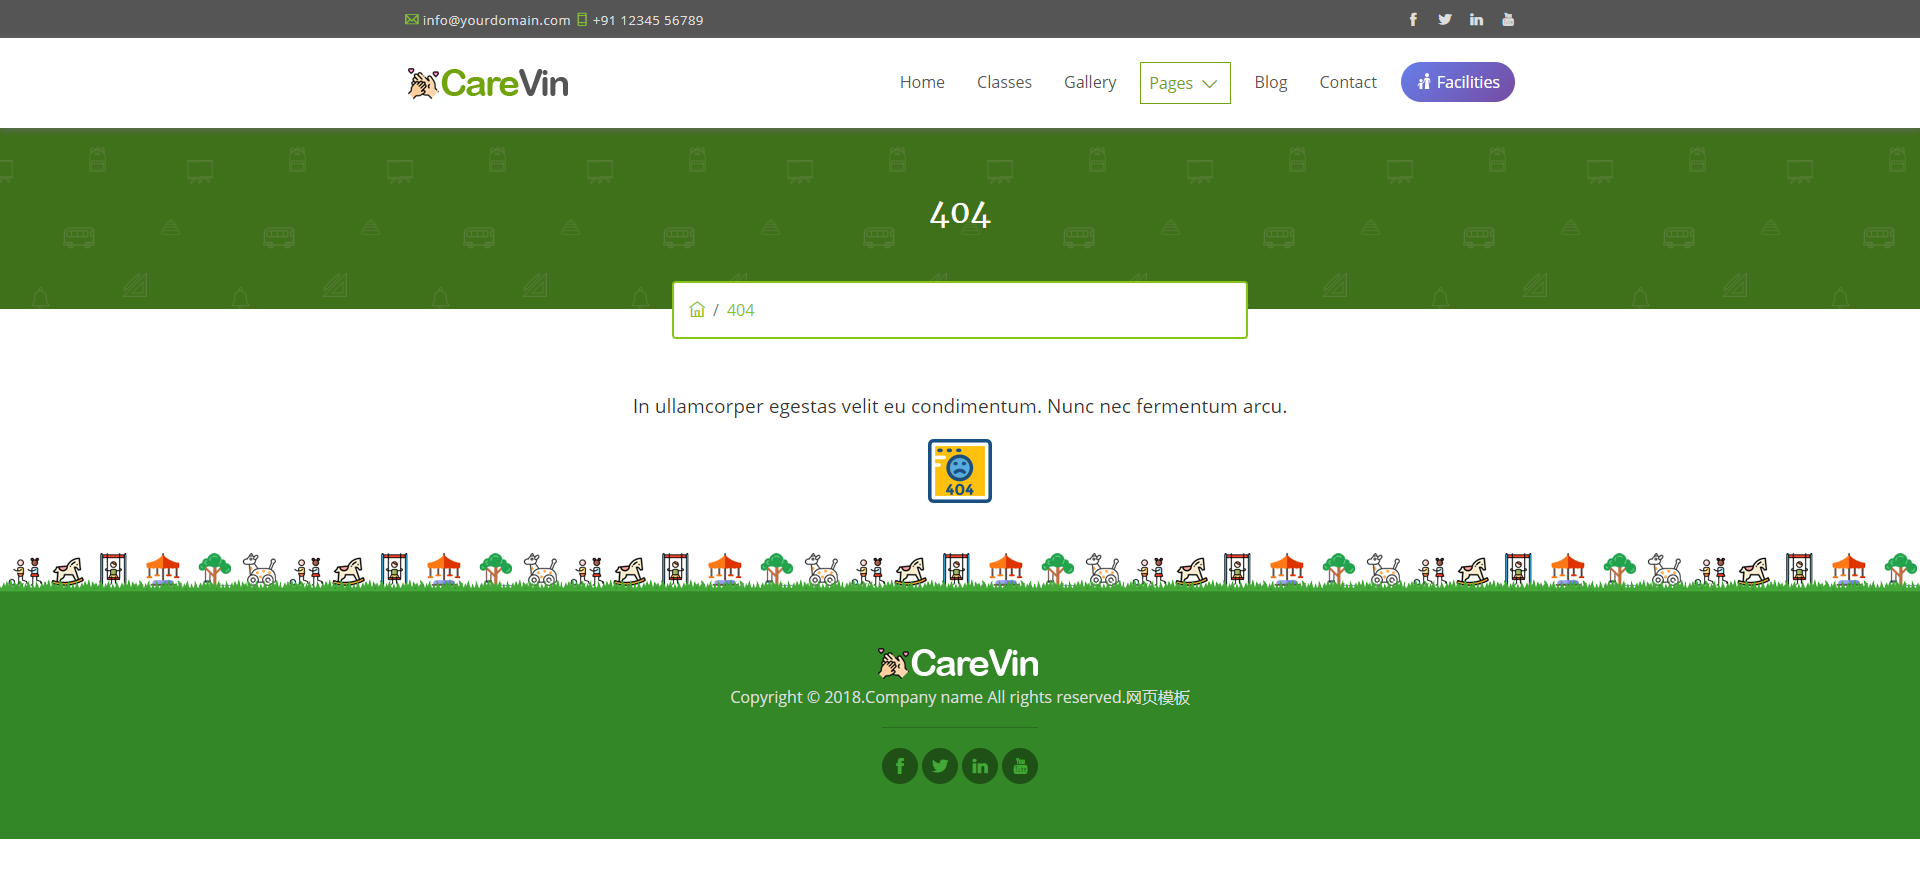 info@yourdomain.com +91 12345 56789
CareVin Home Classes Gallery Pages Blog Contact Facilities
404
/ 404
In ullamcorper egestas velit eu condimentum. Nunc nec fermentum arcu.
404
CareVin
Copyright © 2018.Company name All rights reserved.网页模板